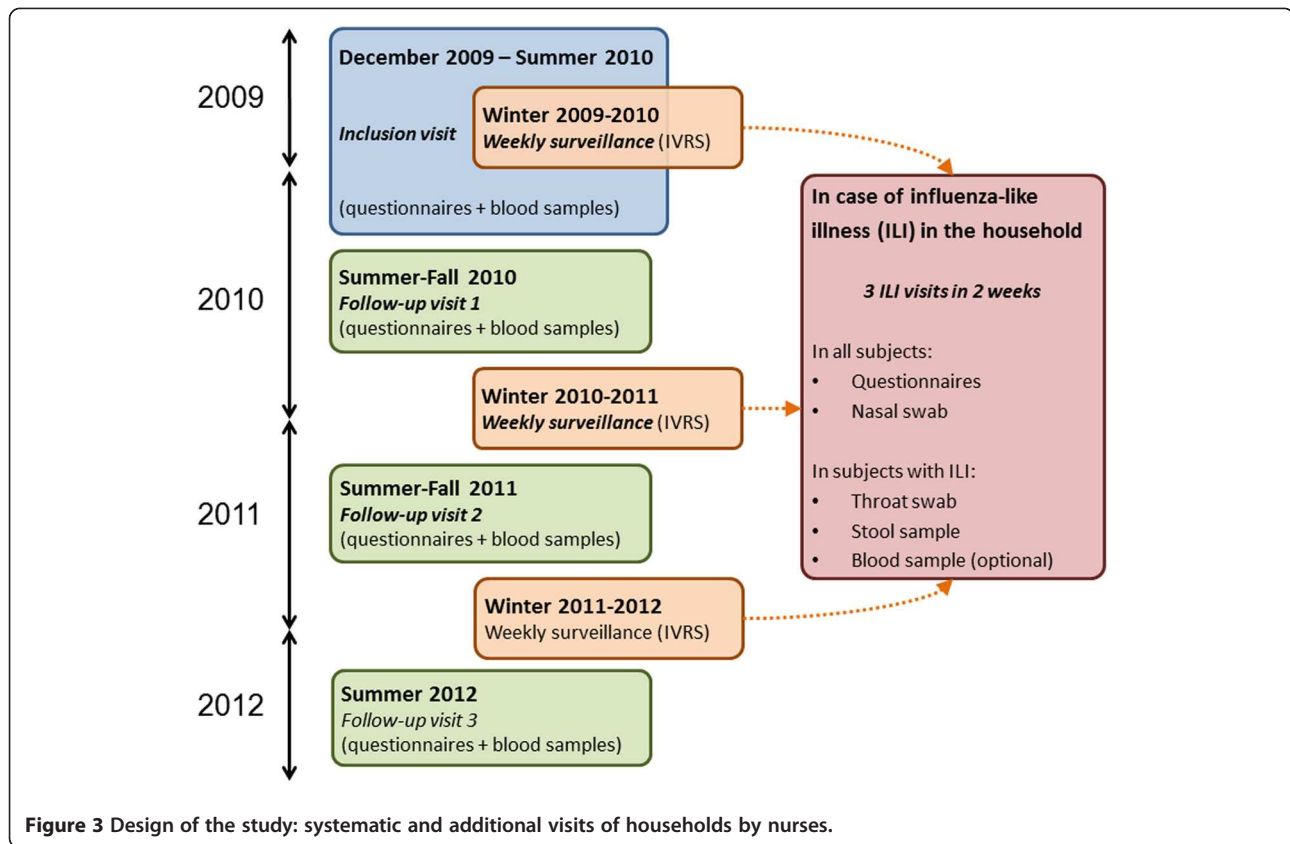 2009
December 2009 – Summer 2010
Inclusion visit
(questionnaires + blood samples)
Winter 2009-2010
Weekly surveillance (IVRS)
2010
Summer-Fall 2010
Follow-up visit 1
(questionnaires + blood samples)
Winter 2010-2011
Weekly surveillance (IVRS)
2011
Summer-Fall 2011
Follow-up visit 2
(questionnaires + blood samples)
Winter 2011-2012
Weekly surveillance (IVRS)
2012
Summer 2012
Follow-up visit 3
(questionnaires + blood samples)
In case of influenza-like
illness (ILI) in the household
3 ILI visits in 2 weeks
In all subjects:
• Questionnaires
• Nasal swab
In subjects with ILI:
• Throat swab
• Stool sample
• Blood sample (optional)
Figure 3 Design of the study: systematic and additional visits of households by nurses.